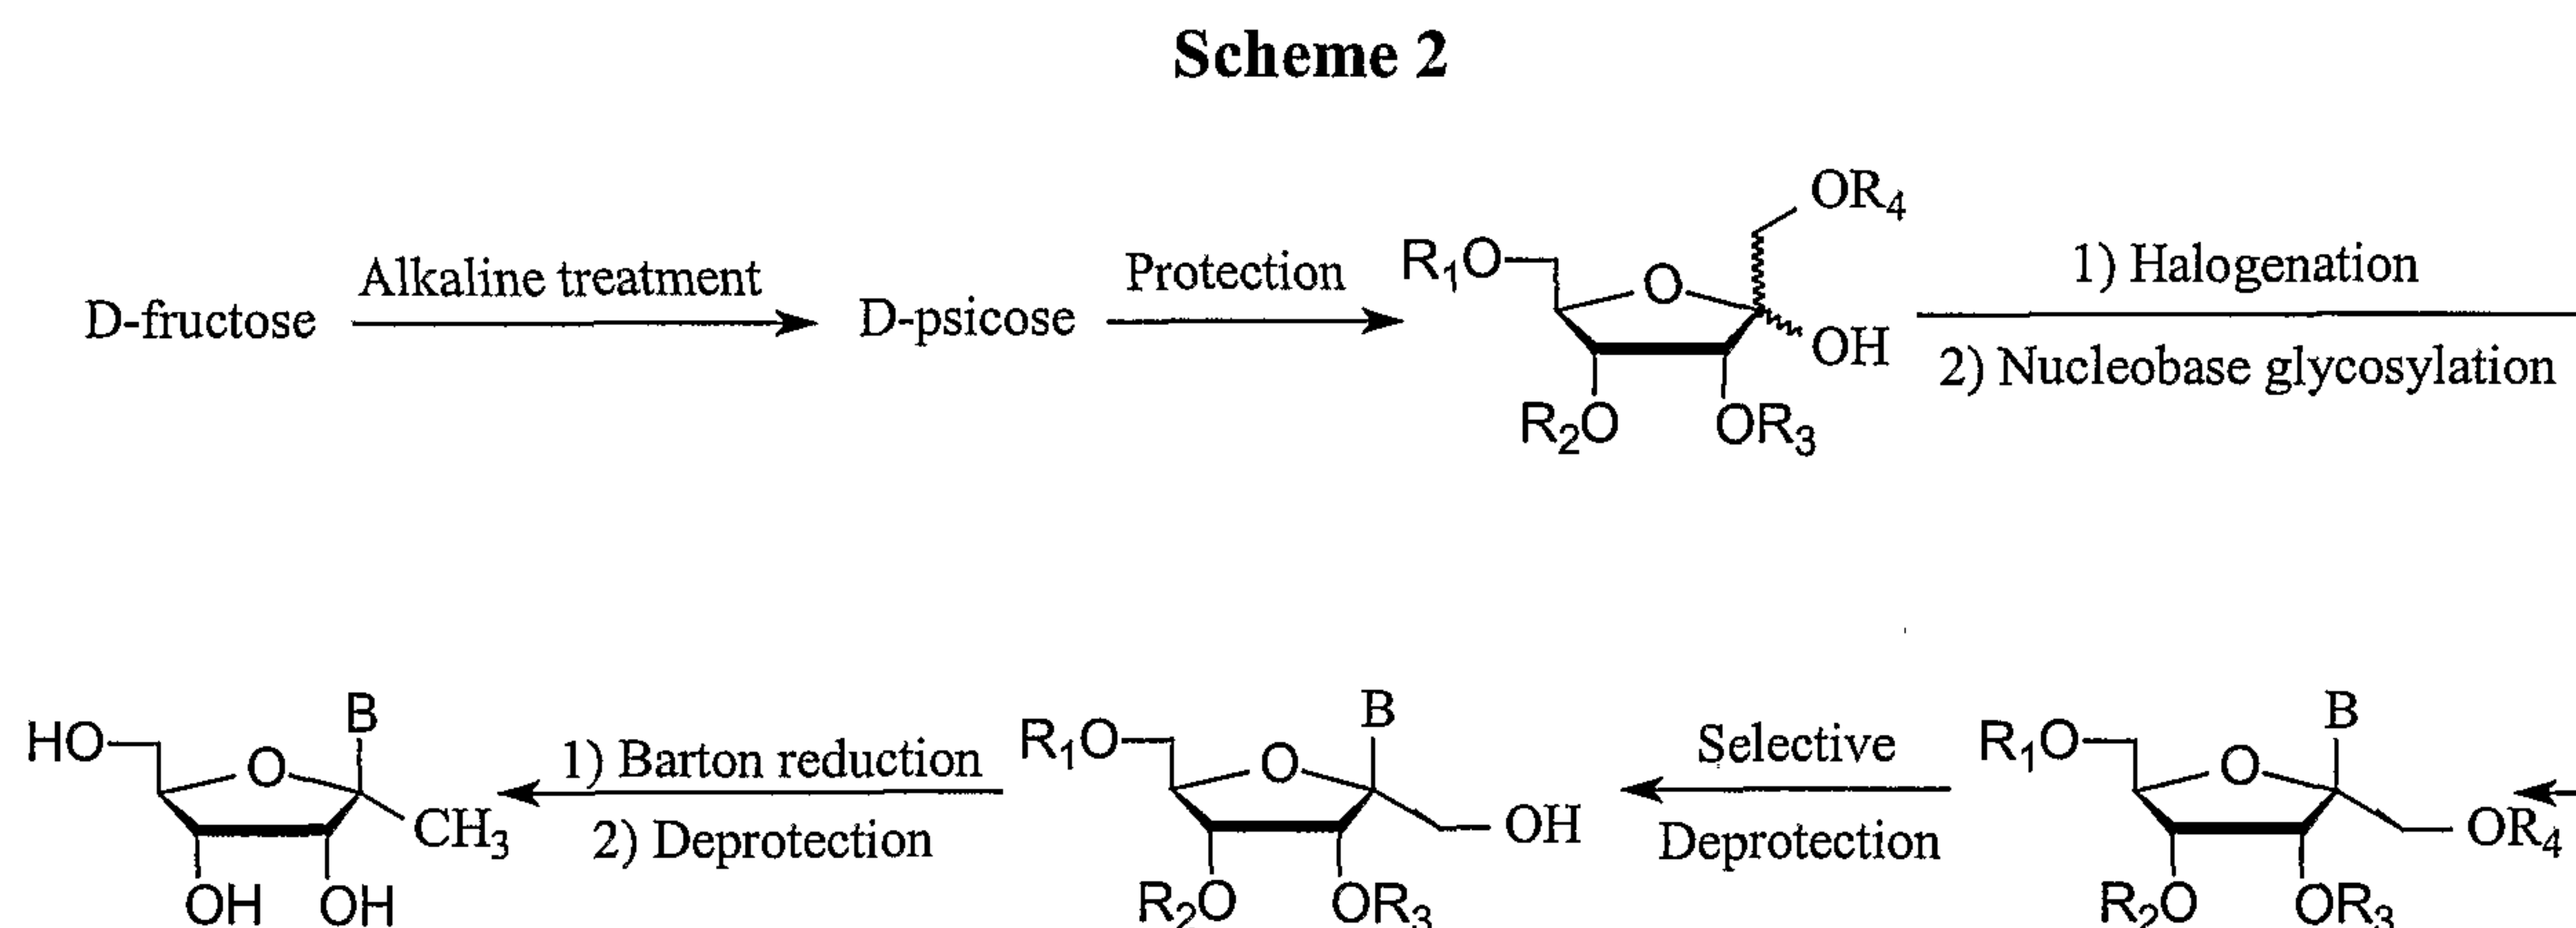 Scheme 2
OR4
R1O
O
OH
R2O
OR3
D-fructose
Alkaline treatment
D-psicose
Protection
1) Halogenation
2) Nucleobase glycosylation
HO
O
B
CH3
OH
OH
1) Barton reduction
2) Deprotection
R1O
O
B
OH
R2O
OR3
Selective
Deprotection
R1O
O
B
OR4
R2O
OR3